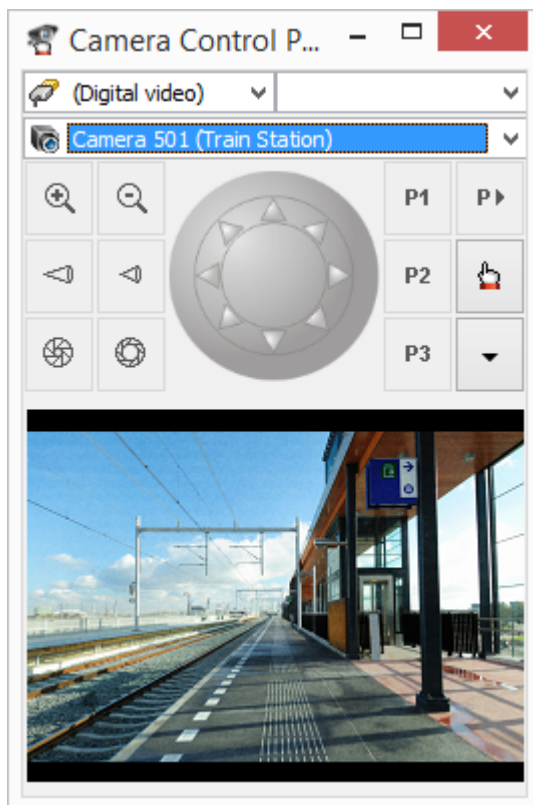 Camera Control P...
(Digital video)
Camera 501 (Train Station)
P1 P
P2
P3